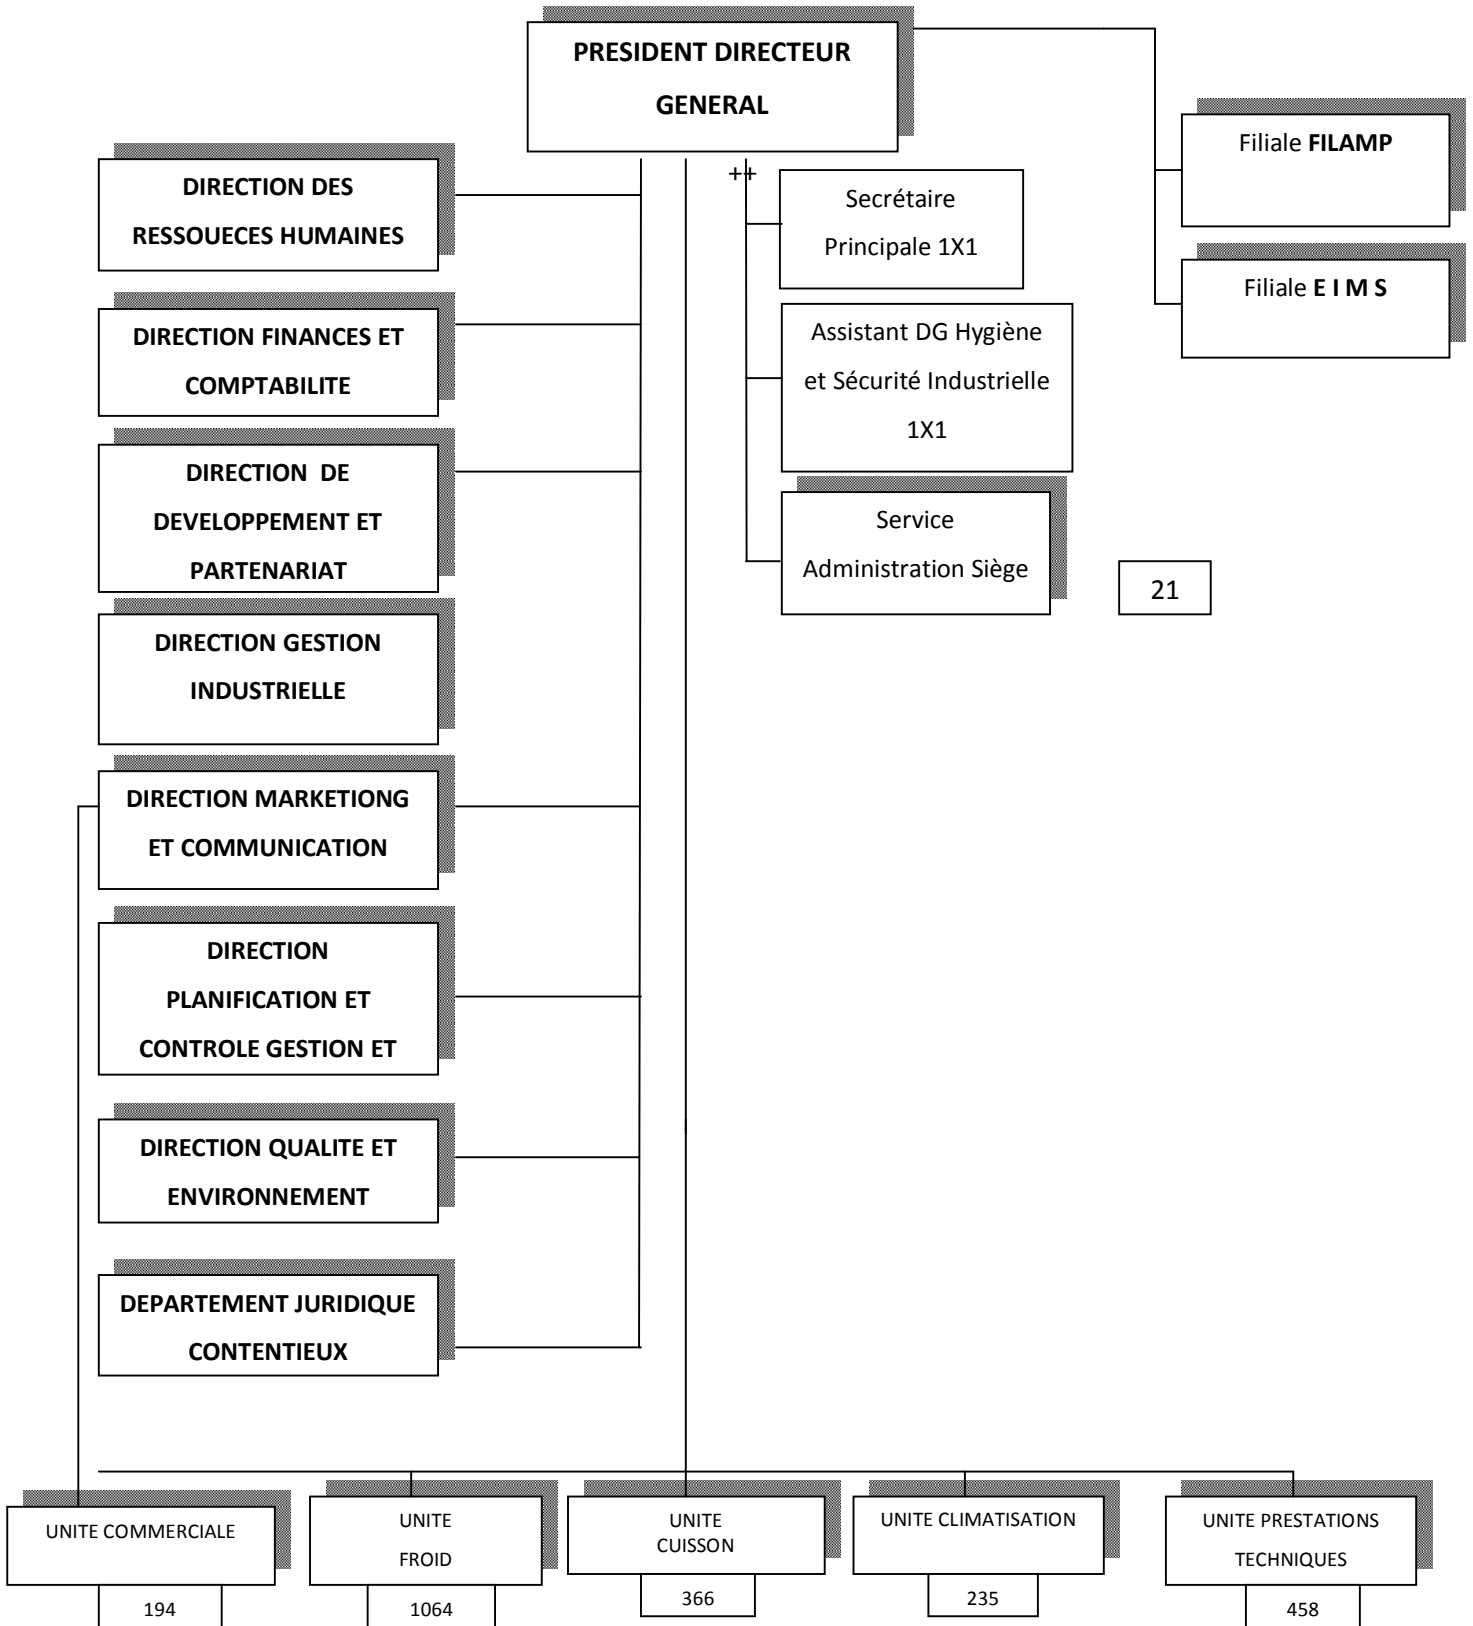 PRESIDENT DIRECTEUR
GENERAL
Filiale FILAMP
Filiale E I M S
++
Secrétaire
Principale 1X1
Assistant DG Hygiène
et Sécurité Industrielle
1X1
Service
Administration Siège
21
DIRECTION DES
RESSOUECES HUMAINES
DIRECTION FINANCES ET
COMPTABILITE
DIRECTION DE
DEVELOPPEMENT ET
PARTENARIAT
DIRECTION GESTION
INDUSTRIELLE
DIRECTION MARKETIONG
ET COMMUNICATION
DIRECTION
PLANIFICATION ET
CONTROLE GESTION ET
DIRECTION QUALITE ET
ENVIRONNEMENT
DEPARTEMENT JURIDIQUE
CONTENTIEUX
UNITE COMMERCIALE
194
UNITE
FROID
1064
UNITE
CUISSON
366
UNITE CLIMATISATION
235
UNITE PRESTATIONS
TECHNIQUES
458